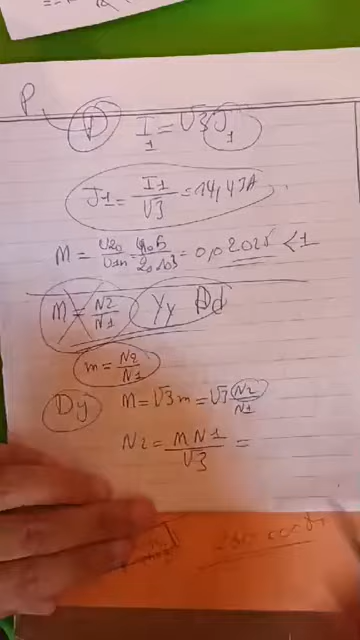 P
D I1 = √3 J1
J1 = I1/√3 = 14,43A
M = U20/U1n = 405/20.10³ = 0,02025 < 1
M = N2/N1 Yy Dd
m = N2/N1
Dy M = √3 m = √3 N2/N1
N2 = M N1/√3 =